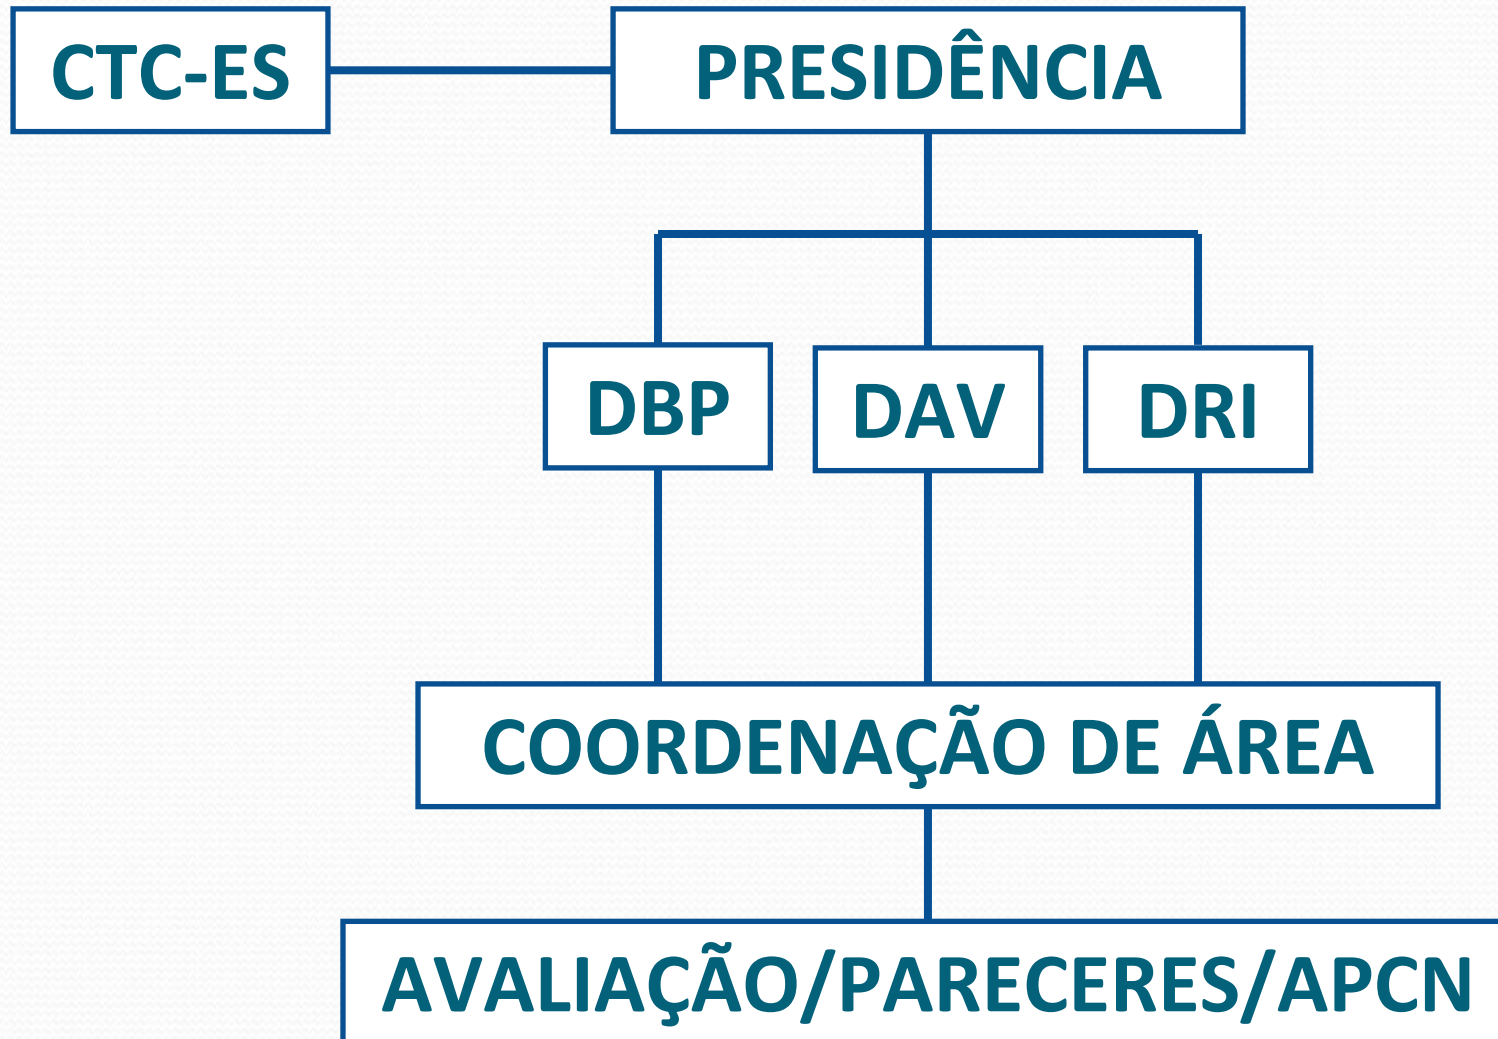 CTC-ES
PRESIDÊNCIA
DBP
DAV
DRI
COORDENAÇÃO DE ÁREA
AVALIAÇÃO/PARECERES/APCN